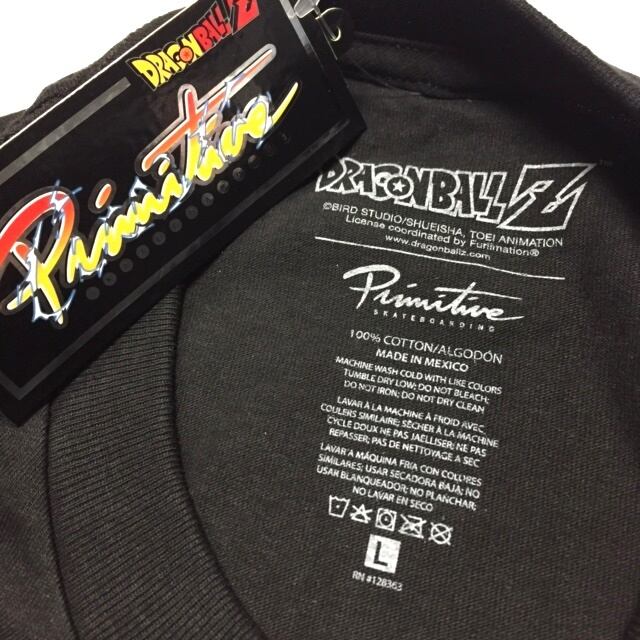 DRAGONBALL Z
Primitive
DRAGONBALL Z
©BIRD STUDIO/SHUEISHA, TOEI ANIMATION
License coordinated by Funimation®
www.dragonballz.com
Primitive
SKATEBOARDING
100% COTTON/ALGODÓN
MADE IN MEXICO
MACHINE WASH COLD WITH LIKE COLORS
TUMBLE DRY LOW; DO NOT BLEACH;
DO NOT IRON; DO NOT DRY CLEAN
LAVAR À LA MACHINE À FROID AVEC
COULERS SIMILAIRE; SÉCHER À LA MACHINE
CYCLE DOUX NE PAS JAELLISER; NE PAS
REPASSER; PAS DE NETTOYAGE A SEC
LAVAR'A MÁQUINA FRIA CON COLORES
SIMILARES; USAR SECADORA BAJA; NO
USAR BLANQUEADOR; NO PLANCHAR;
NO LAVAR EN SECO
L
RN #128363